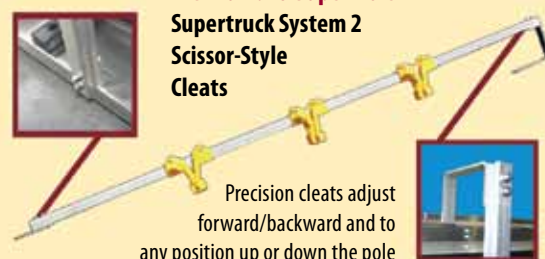 Supertruck System 2
Scissor-Style
Cleats
Precision cleats adjust
forward/backward and to
any position up or down the pole